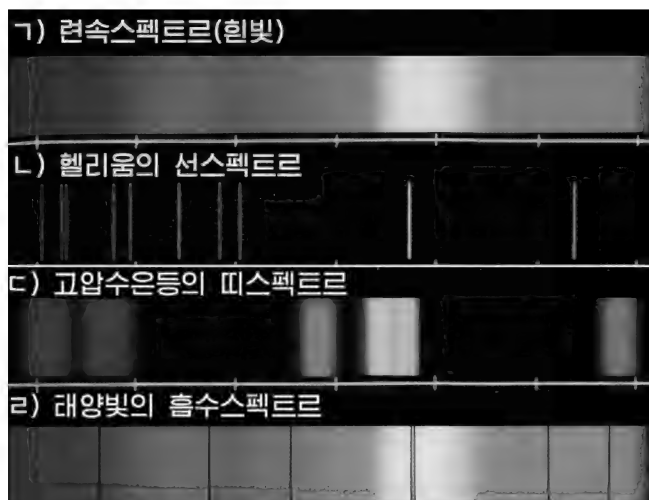 ㄱ) 련속스펙트르(흰빛)
ㄴ) 헬리움의 선스펙트르
ㄷ) 고압수은등의 띠스펙트르
ㄹ) 태양빛의 흡수스펙트르